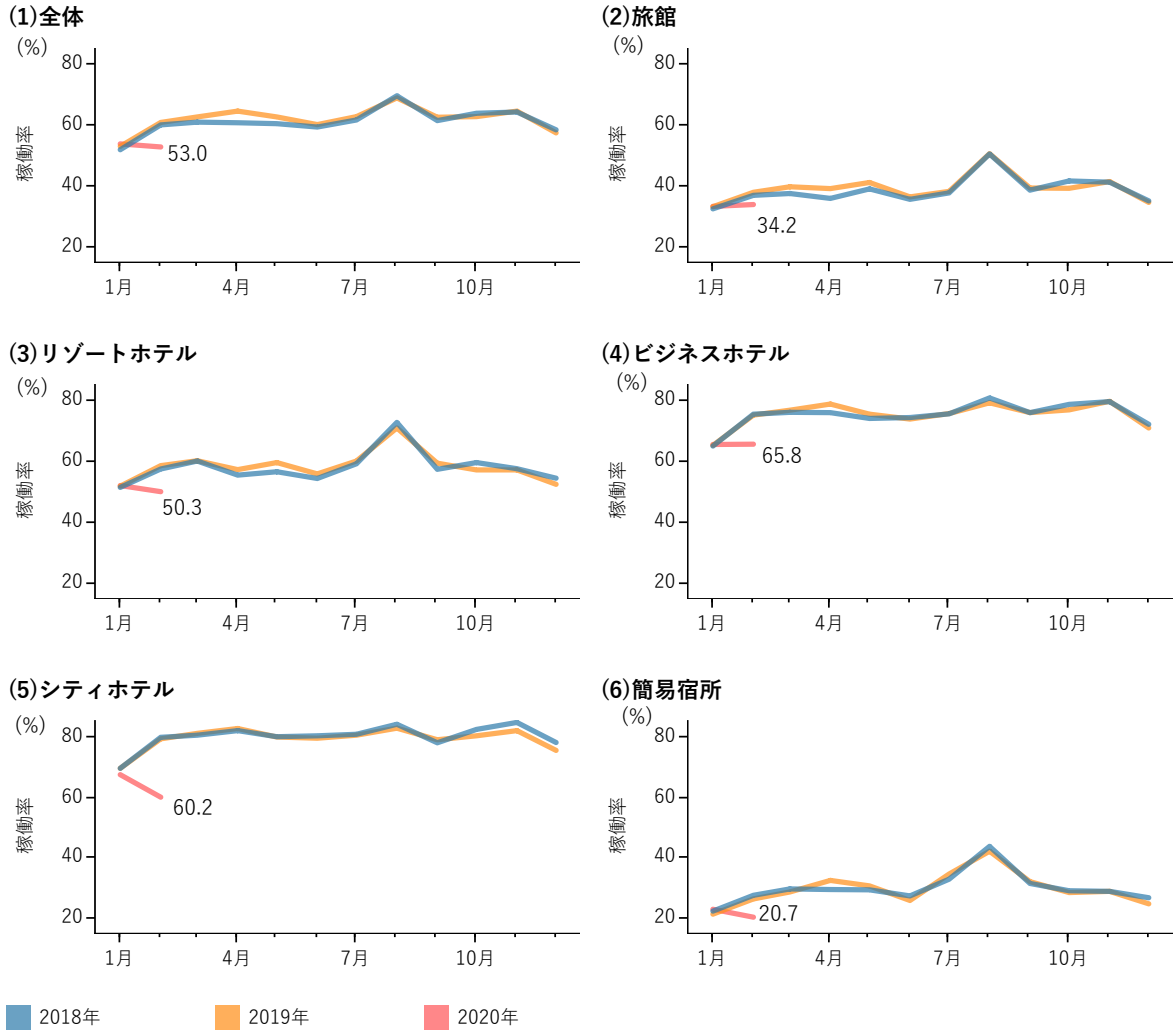 (1)全体
(%)
稼働率
80
60
40
20
53.0
1月 4月 7月 10月
(2)旅館
(%)
稼働率
80
60
40
20
34.2
1月 4月 7月 10月
(3)リゾートホテル
(%)
稼働率
80
60
40
20
50.3
1月 4月 7月 10月
(4)ビジネスホテル
(%)
稼働率
80
60
40
20
65.8
1月 4月 7月 10月
(5)シティホテル
(%)
稼働率
80
60
40
20
60.2
1月 4月 7月 10月
(6)簡易宿所
(%)
稼働率
80
60
40
20
20.7
1月 4月 7月 10月
2018年 2019年 2020年